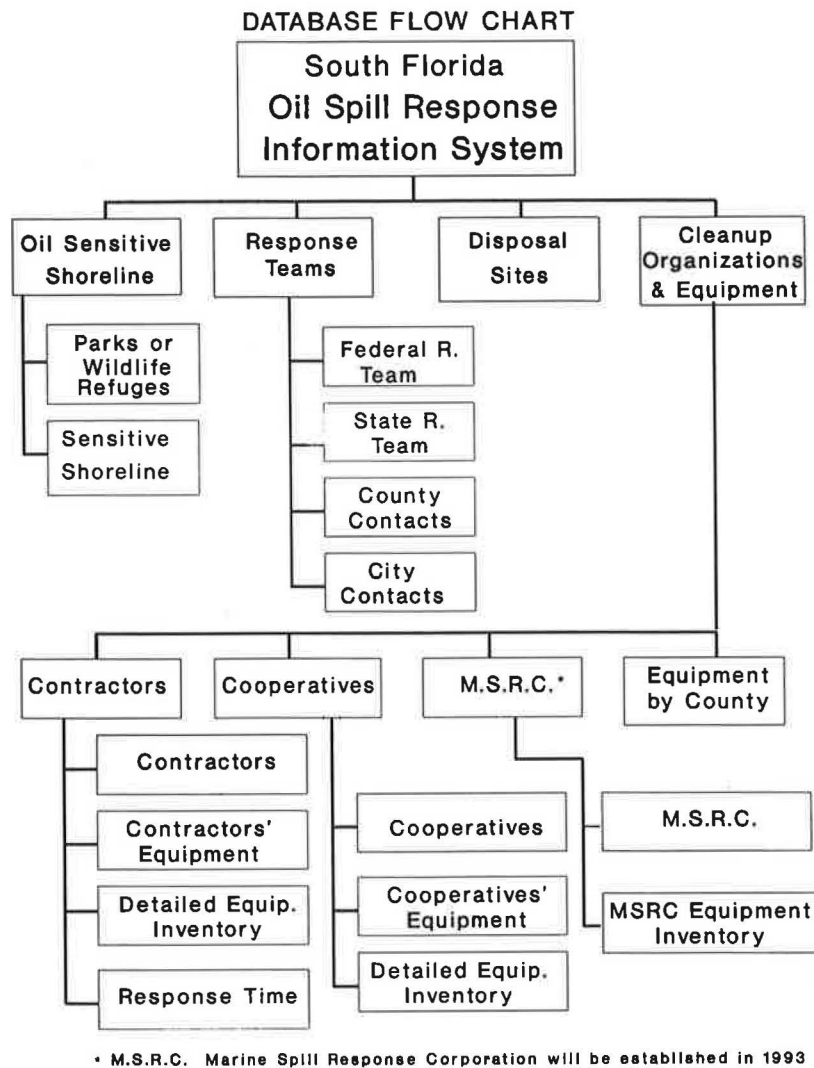 DATABASE FLOW CHART
South Florida
Oil Spill Response
Information System
Oil Sensitive
Shoreline
Response
Teams
Disposal
Sites
Cleanup
Organizations
& Equipment
Parks or
Wildlife
Refuges
Sensitive
Shoreline
Federal R.
Team
State R.
Team
County
Contacts
City
Contacts
Contractors
Cooperatives
M.S.R.C.*
Equipment
by County
Contractors
Contractors'
Equipment
Detailed Equip.
Inventory
Response Time
Cooperatives
Cooperatives'
Equipment
Detailed Equip.
Inventory
M.S.R.C.
MSRC Equipment
Inventory
* M.S.R.C. Marine Spill Response Corporation will be established in 1993